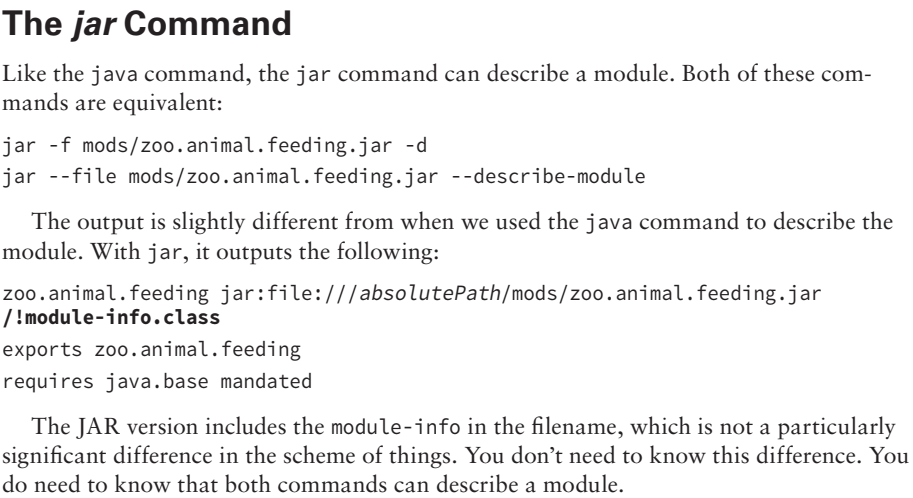 The jar Command
Like the java command, the jar command can describe a module. Both of these com-
mands are equivalent:
jar -f mods/zoo.animal.feeding.jar -d
jar --file mods/zoo.animal.feeding.jar --describe-module
The output is slightly different from when we used the java command to describe the
module. With jar, it outputs the following:
zoo.animal.feeding jar:file:///absolutePath/mods/zoo.animal.feeding.jar
/!module-info.class
exports zoo.animal.feeding
requires java.base mandated
The JAR version includes the module-info in the filename, which is not a particularly
significant difference in the scheme of things. You don’t need to know this difference. You
do need to know that both commands can describe a module.